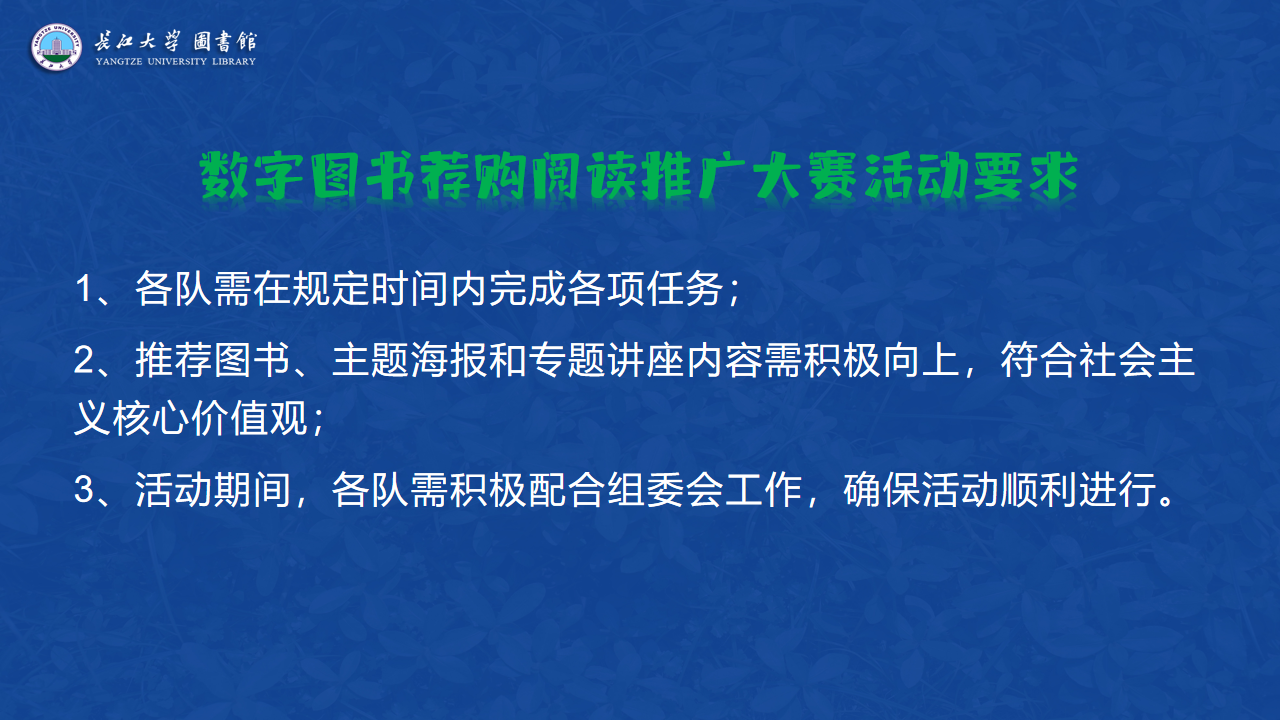 长江大学 圖書館
YANGTZE UNIVERSITY LIBRARY
数字图书荐购阅读推广大赛活动要求
1、各队需在规定时间内完成各项任务；
2、推荐图书、主题海报和专题讲座内容需积极向上，符合社会主
义核心价值观；
3、活动期间，各队需积极配合组委会工作，确保活动顺利进行。